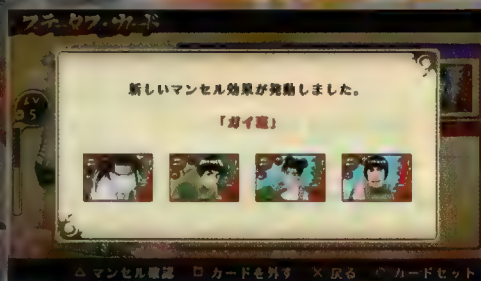 ステータス・カード
LV
5
新しいマンセル効果が発動しました。
「ガイ班」
△ マンセル確認 □ カードを外す × 戻る ○ カードセット